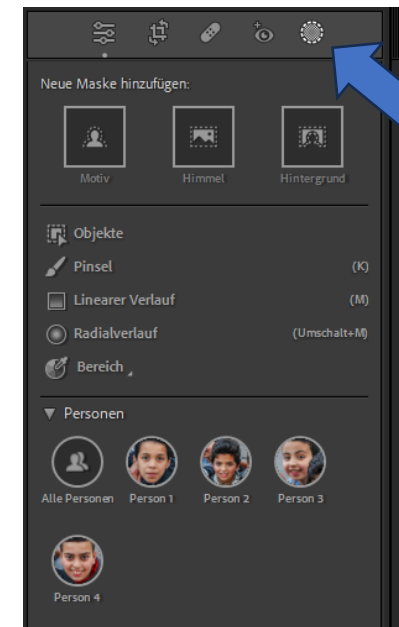 Neue Maske hinzufügen:
Motiv Himmel Hintergrund
Objekte
Pinsel (K)
Linearer Verlauf (M)
Radialverlauf (Umschalt+M)
Bereich
Personen
Alle Personen Person 1 Person 2 Person 3
Person 4